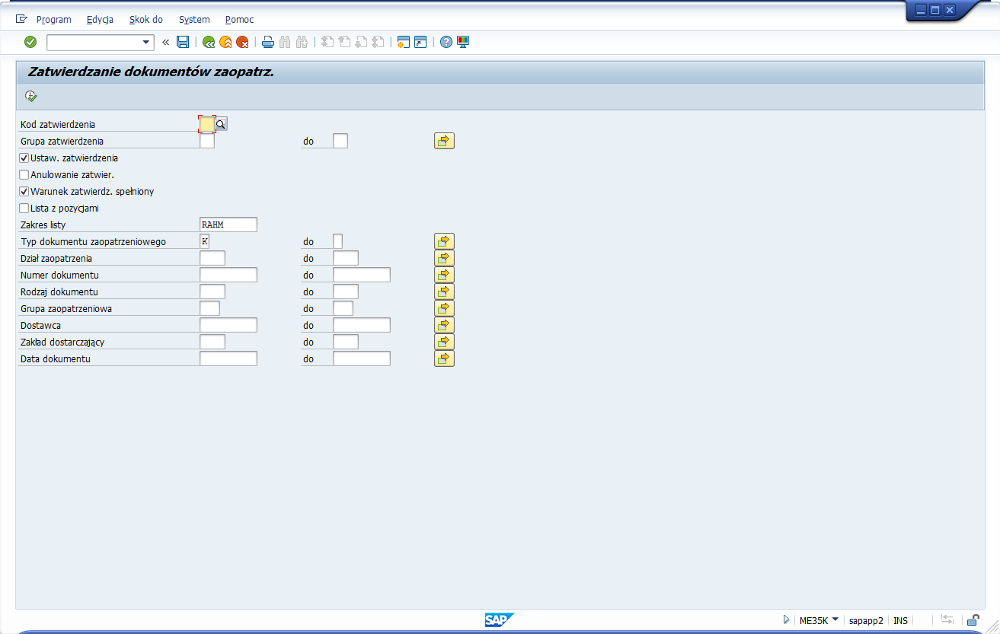 Program Edycja Skok do System Pomoc
Zatwierdzanie dokumentów zaopatrz.
Kod zatwierdzenia
Grupa zatwierdzenia do
Ustaw. zatwierdzenia
Anulowanie zatwier.
Warunek zatwierdz. spełniony
Lista z pozycjami
Zakres listy RAHM
Typ dokumentu zaopatrzeniowego K do
Dział zaopatrzenia do
Numer dokumentu do
Rodzaj dokumentu do
Grupa zaopatrzeniowa do
Dostawca do
Zakład dostarczający do
Data dokumentu do
SAP ME35K sapapp2 INS